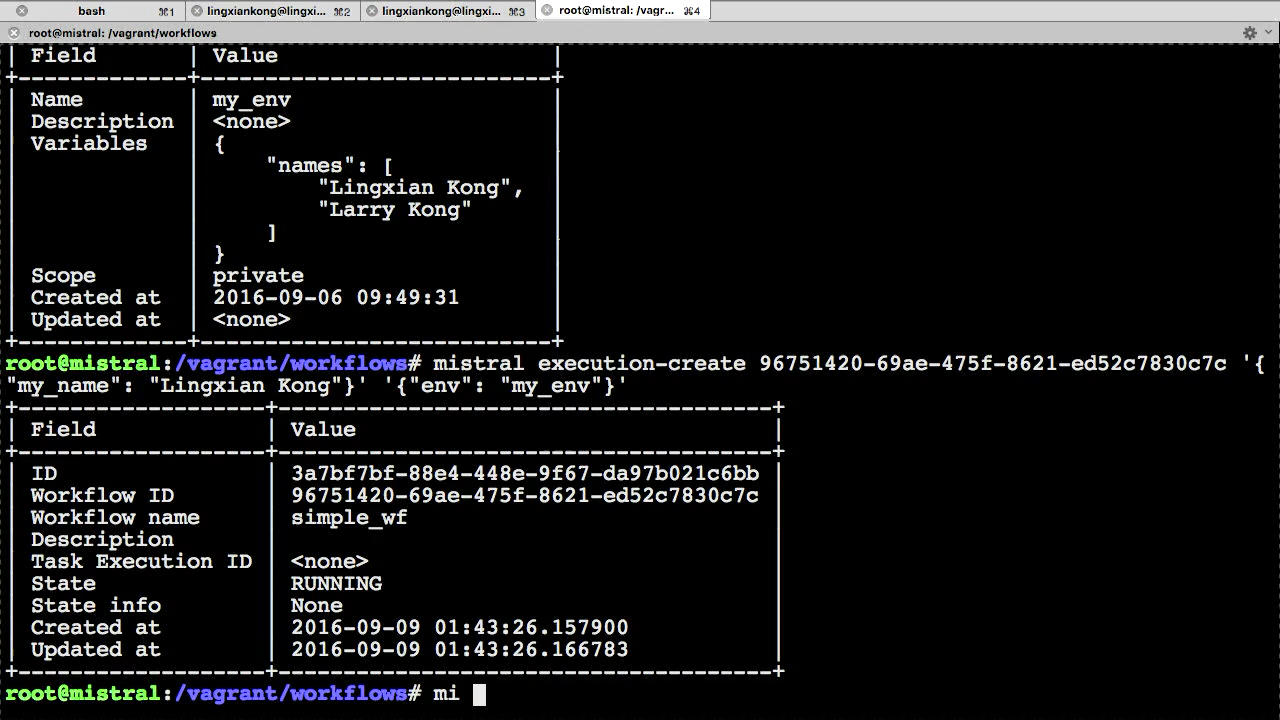 bash ⌘1 lingxiankong@lingxi... ⌘2 lingxiankong@lingxi... ⌘3 root@mistral: /vagr... ⌘4
root@mistral: /vagrant/workflows
| Field | Value |
+-------------+---------------------------+
| Name | my_env |
| Description | <none> |
| Variables | { |
| | "names": [ |
| | "Lingxian Kong", |
| | "Larry Kong" |
| | ] |
| | } |
| Scope | private |
| Created at | 2016-09-06 09:49:31 |
| Updated at | <none> |
+-------------+---------------------------+
root@mistral:/vagrant/workflows# mistral execution-create 96751420-69ae-475f-8621-ed52c7830c7c '{
"my_name": "Lingxian Kong"}' '{"env": "my_env"}'
+-------------------+--------------------------------------+
| Field | Value |
+-------------------+--------------------------------------+
| ID | 3a7bf7bf-88e4-448e-9f67-da97b021c6bb |
| Workflow ID | 96751420-69ae-475f-8621-ed52c7830c7c |
| Workflow name | simple_wf |
| Description | |
| Task Execution ID | <none> |
| State | RUNNING |
| State info | None |
| Created at | 2016-09-09 01:43:26.157900 |
| Updated at | 2016-09-09 01:43:26.166783 |
+-------------------+--------------------------------------+
root@mistral:/vagrant/workflows# mi